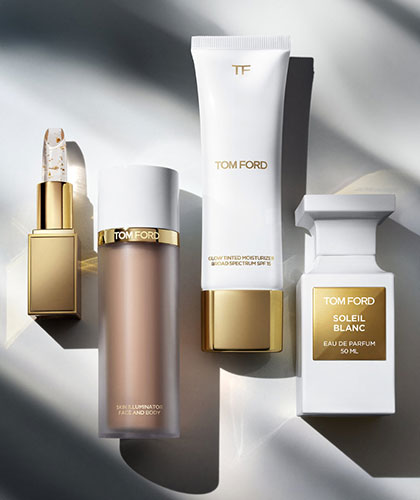 TF
TOM FORD
GLOW TINTED MOISTURIZER
BROAD SPECTRUM SPF 15
TOM FORD
SKIN ILLUMINATOR
FACE AND BODY
TOM FORD
SOLEIL
BLANC
EAU DE PARFUM
50 ML